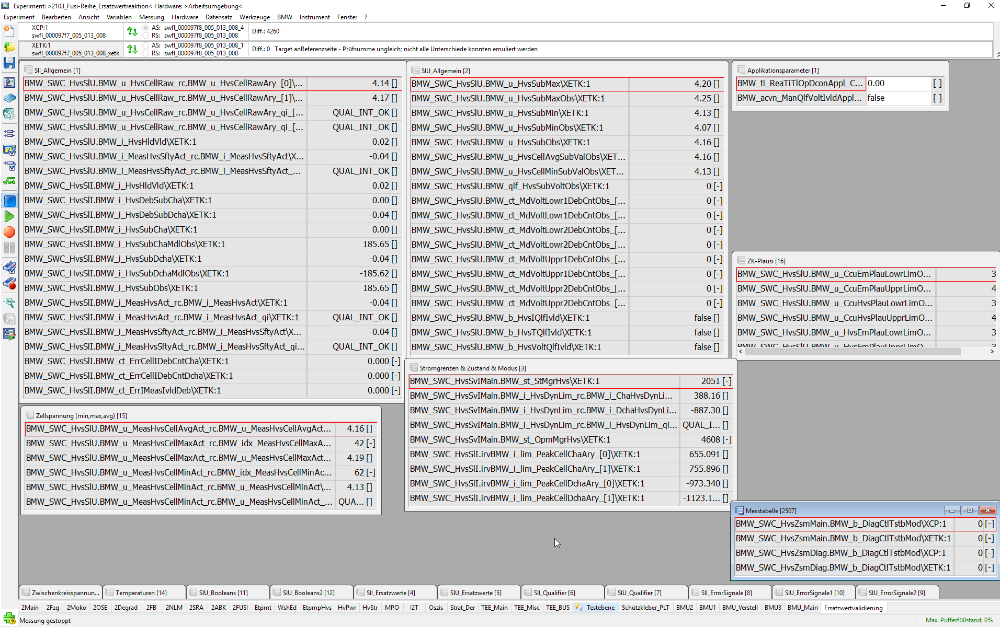 Experiment: >2103_Fusi-Reihe_Ersatzwertreaktion< Hardware: >Arbeitsumgebung<
Experiment Bearbeiten Ansicht Variablen Messung Hardware Datensatz Werkzeuge BMW Instrument Fenster ?
XCP:1
swfl_000097f7_005_013_008
AS: swfl_000097f8_005_013_008_4
RS: swfl_000097f8_005_013_008
Diff.: 4260
XETK:1
swfl_000097f7_005_013_008_xetk
AS: swfl_000097f8_005_013_008_1
RS: swfl_000097f8_005_013_008
Diff.: 0 Target anReferenzseite - Prüfsumme ungleich; nicht alle Unterschiede konnten emuliert werden
SII_Allgemein [1]
BMW_SWC_HvsSlU.BMW_u_HvsCellRaw_rc.BMW_u_HvsCellRawAry_[0]\... 4.14 []
BMW_SWC_HvsSlU.BMW_u_HvsCellRaw_rc.BMW_u_HvsCellRawAry_[1]\... 4.17 []
BMW_SWC_HvsSlU.BMW_u_HvsCellRaw_rc.BMW_u_HvsCellRawAry_qi_[... QUAL_INT_OK []
BMW_SWC_HvsSlU.BMW_u_HvsCellRaw_rc.BMW_u_HvsCellRawAry_qi_[... QUAL_INT_OK []
BMW_SWC_HvsSlU.BMW_i_HvsHldVld\XETK:1 0.02 []
BMW_SWC_HvsSlU.BMW_i_MeasHvsSftyAct_rc.BMW_i_MeasHvsSftyAct\X... -0.04 []
BMW_SWC_HvsSlU.BMW_i_MeasHvsSftyAct_rc.BMW_i_MeasHvsSftyAct_... QUAL_INT_OK []
BMW_SWC_HvsSlI.BMW_i_HvsHldVld\XETK:1 0.02 []
BMW_SWC_HvsSlI.BMW_i_HvsDebSubCha\XETK:1 0.00 []
BMW_SWC_HvsSlI.BMW_i_HvsDebSubDcha\XETK:1 -0.04 []
BMW_SWC_HvsSlI.BMW_i_HvsSubCha\XETK:1 0.00 []
BMW_SWC_HvsSlI.BMW_i_HvsSubChaMdlObs\XETK:1 185.65 []
BMW_SWC_HvsSlI.BMW_i_HvsSubDcha\XETK:1 -0.04 []
BMW_SWC_HvsSlI.BMW_i_HvsSubDchaMdlObs\XETK:1 -185.62 []
BMW_SWC_HvsSlI.BMW_i_HvsSubObs\XETK:1 185.65 []
BMW_SWC_HvsSlI.BMW_i_MeasHvsAct_rc.BMW_i_MeasHvsAct\XETK:1 -0.04 []
BMW_SWC_HvsSlI.BMW_i_MeasHvsAct_rc.BMW_i_MeasHvsAct_qi\XETK:1 QUAL_INT_OK []
BMW_SWC_HvsSlI.BMW_i_MeasHvsSftyAct_rc.BMW_i_MeasHvsSftyAct\X... -0.04 []
BMW_SWC_HvsSlI.BMW_i_MeasHvsSftyAct_rc.BMW_i_MeasHvsSftyAct_qi... QUAL_INT_OK []
BMW_SWC_HvsSlI.BMW_ct_ErrCellIDebCntCha\XETK:1 0.000 [-]
BMW_SWC_HvsSlI.BMW_ct_ErrCellIDebCntDcha\XETK:1 0.000 [-]
BMW_SWC_HvsSlI.BMW_ct_ErrIMeasIvldDeb\XETK:1 0.000 [-]
SIU_Allgemein [2]
BMW_SWC_HvsSlU.BMW_u_HvsSubMax\XETK:1 4.20 []
BMW_SWC_HvsSlU.BMW_u_HvsSubMaxObs\XETK:1 4.25 []
BMW_SWC_HvsSlU.BMW_u_HvsSubMin\XETK:1 4.13 []
BMW_SWC_HvsSlU.BMW_u_HvsSubMinObs\XETK:1 4.07 []
BMW_SWC_HvsSlU.BMW_u_HvsSubObs\XETK:1 4.16 []
BMW_SWC_HvsSlU.BMW_u_HvsCellAvgSubValObs\XET... 4.16 []
BMW_SWC_HvsSlU.BMW_u_HvsCellMinSubValObs\XET... 4.13 []
BMW_SWC_HvsSlU.BMW_qlf_HvsSubVoltObs\XETK:1 0 [-]
BMW_SWC_HvsSlU.BMW_ct_MdVoltLowr1DebCntObs_[... 0 [-]
BMW_SWC_HvsSlU.BMW_ct_MdVoltLowr1DebCntObs_[... 0 [-]
BMW_SWC_HvsSlU.BMW_ct_MdVoltLowr2DebCntObs_[... 0 [-]
BMW_SWC_HvsSlU.BMW_ct_MdVoltLowr2DebCntObs_[... 0 [-]
BMW_SWC_HvsSlU.BMW_ct_MdVoltUppr1DebCntObs_[... 0 [-]
BMW_SWC_HvsSlU.BMW_ct_MdVoltUppr1DebCntObs_[... 0 [-]
BMW_SWC_HvsSlU.BMW_ct_MdVoltUppr2DebCntObs_[... 0 [-]
BMW_SWC_HvsSlU.BMW_ct_MdVoltUppr2DebCntObs_[... 0 [-]
BMW_SWC_HvsSlU.BMW_b_HvsIQlfIvld\XETK:1 false []
BMW_SWC_HvsSlU.BMW_b_HvsTQlfIvld\XETK:1 false []
BMW_SWC_HvsSlU.BMW_b_HvsVoltQlfIvld\XETK:1 false []
Applikationsparameter [1]
BMW_ti_ReaTiTlOpDconAppl_C... 0.00 [ ]
BMW_acvn_ManQlfVoltIvldAppl... false [ ]
ZK-Plausi [16]
BMW_SWC_HvsSlU.BMW_u_CcuEmPlauLowrLimO... 3
BMW_SWC_HvsSlU.BMW_u_CcuEmPlauUpprLimO... 4
BMW_SWC_HvsSlU.BMW_u_CcuHvsPlauLowrLimO... 3
BMW_SWC_HvsSlU.BMW_u_CcuHvsPlauUpprLimO... 4
BMW_SWC_HvsSlU.BMW_u_HvsEmPlauLowrLimO... 3
BMW_SWC_HvsSlU.BMW_u_HvsEmPlauUpprLimO...
Stromgrenzen & Zustand & Modus [3]
BMW_SWC_HvsSvIMain.BMW_st_StMgrHvs\XETK:1 2051 [-]
BMW_SWC_HvsSvIMain.BMW_i_HvsDynLim_rc.BMW_i_ChaHvsDynLi... 388.16 []
BMW_SWC_HvsSvIMain.BMW_i_HvsDynLim_rc.BMW_i_DchaHvsDynLi... -887.30 []
BMW_SWC_HvsSvIMain.BMW_i_HvsDynLim_rc.BMW_i_HvsDynLim_qi... QUAL_I... []
BMW_SWC_HvsSvIMain.BMW_st_OpmMgrHvs\XETK:1 4608 [-]
BMW_SWC_HvsSlI.irvBMW_i_lim_PeakCellChaAry_[0]\XETK:1 655.091 []
BMW_SWC_HvsSlI.irvBMW_i_lim_PeakCellChaAry_[1]\XETK:1 755.896 []
BMW_SWC_HvsSlI.irvBMW_i_lim_PeakCellDchaAry_[0]\XETK:1 -973.340 []
BMW_SWC_HvsSlI.irvBMW_i_lim_PeakCellDchaAry_[1]\XETK:1 -1123.1... []
Zellspannung (min,max,avg) [15]
BMW_SWC_HvsSlU.BMW_u_MeasHvsCellAvgAct_rc.BMW_u_MeasHvsCellAvgAct... 4.16 []
BMW_SWC_HvsSlU.BMW_u_MeasHvsCellMaxAct_rc.BMW_idx_MeasHvsCellMaxA... 42 [-]
BMW_SWC_HvsSlU.BMW_u_MeasHvsCellMaxAct_rc.BMW_u_MeasHvsCellMaxAct... 4.19 []
BMW_SWC_HvsSlU.BMW_u_MeasHvsCellMinAct_rc.BMW_idx_MeasHvsCellMinAc... 62 [-]
BMW_SWC_HvsSlU.BMW_u_MeasHvsCellMinAct_rc.BMW_u_MeasHvsCellMinAct\... 4.13 []
BMW_SWC_HvsSlU.BMW_u_MeasHvsCellMinAct_rc.BMW_u_MeasHvsCellMinAct_... QUA... []
Messtabelle [2507]
BMW_SWC_HvsZsmMain.BMW_b_DiagCtlTstbMod\XCP:1 0 [-]
BMW_SWC_HvsZsmMain.BMW_b_DiagCtlTstbMod\XETK:1 0 [-]
BMW_SWC_HvsZsmDiag.BMW_b_DiagCtlTstbMod\XCP:1 0 [-]
BMW_SWC_HvsZsmDiag.BMW_b_DiagCtlTstbMod\XETK:1 0 [-]
Zwischenkreisspannun... Temperaturen [14] SIU_Booleans [11] SIU_Booleans2 [12] SII_Ersatzwerte [4] SIU_Ersatzwerte [5] SII_Qualifier [6] SIU_Qualifier [7] SII_ErrorSignale [8] SIU_ErrorSignale1 [10] SIU_ErrorSignale2 [9]
2Main 2Fzg 2Moko 2OSE 2Degrad 2FB 2NLM 2SRA 2ABK 2FUSI Etpmt WshEd EtpmpHvs HvPwr HvStr MPO I2T Oszis Strat_Der TEE_Main TEE_Misc TEE_BUS Testebene Schützkleber_PLT BMU2 BMU1 BMU_Verstell BMU3 BMU_Main Ersatzwertvalidierung
Messung gestoppt
Max. Pufferfüllstand: 0%